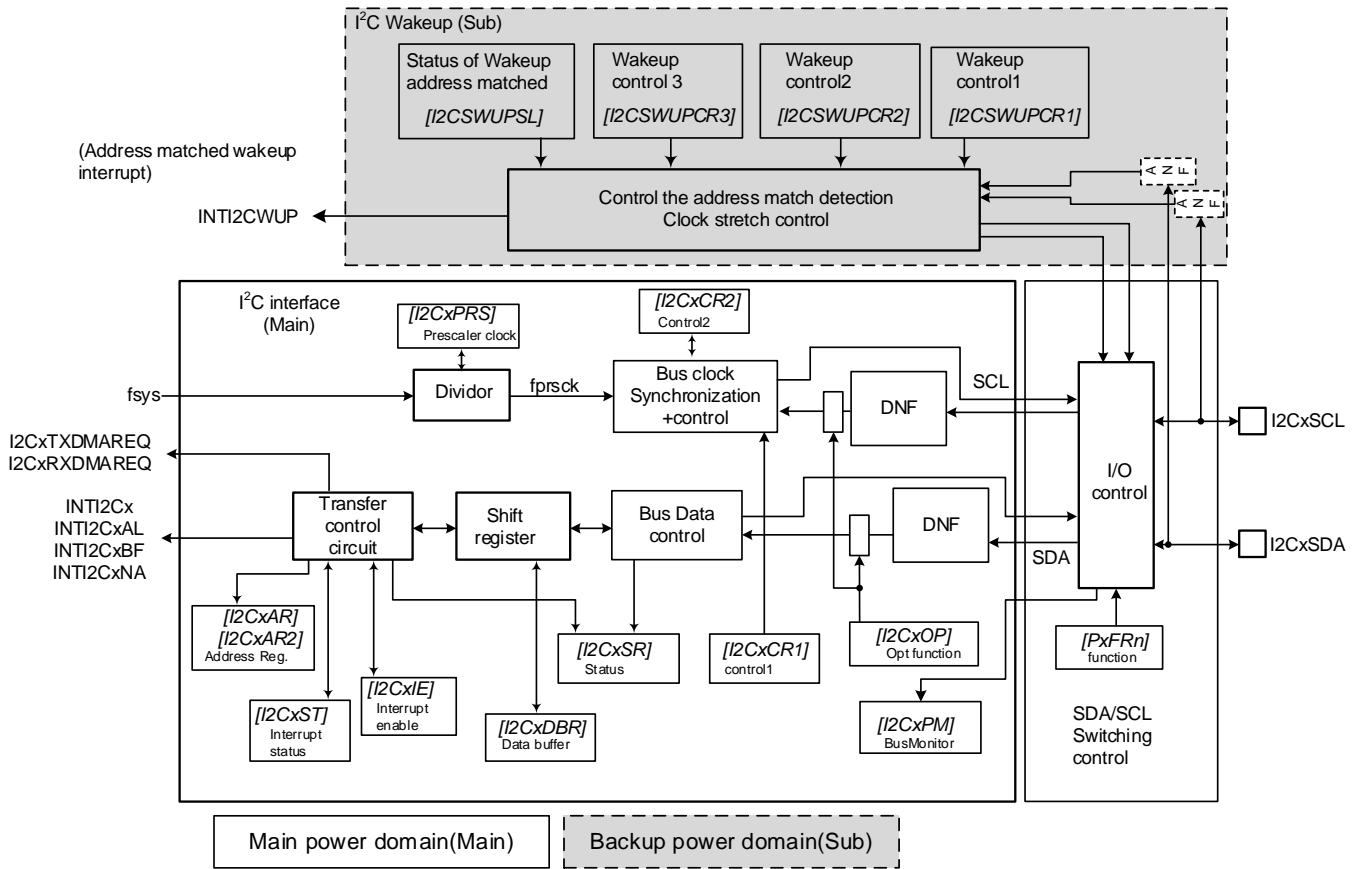 I2C Wakeup (Sub)
Status of Wakeup
address matched
[I2CSWUPSL]
Wakeup
control 3
[I2CSWUPCR3]
Wakeup
control2
[I2CSWUPCR2]
Wakeup
control1
[I2CSWUPCR1]
(Address matched wakeup
interrupt)
INTI2CWUP
Control the address match detection
Clock stretch control
ANF
ANF
I2C interface
(Main)
[I2CxPRS]
Prescaler clock
[I2CxCR2]
Control2
fsys
Dividor
fprsck
Bus clock
Synchronization
+control
DNF
SCL
I2CxSCL
I2CxTXDMAREQ
I2CxRXDMAREQ
I/O
control
INTI2Cx
INTI2CxAL
INTI2CxBF
INTI2CxNA
Transfer
control
circuit
Shift
register
Bus Data
control
DNF
SDA
I2CxSDA
[I2CxAR]
[I2CxAR2]
Address Reg.
[I2CxSR]
Status
[I2CxCR1]
control1
[I2CxOP]
Opt function
[PxFRn]
function
[I2CxST]
Interrupt
status
[I2CxIE]
Interrupt
enable
[I2CxDBR]
Data buffer
[I2CxPM]
BusMonitor
SDA/SCL
Switching
control
Main power domain(Main)
Backup power domain(Sub)